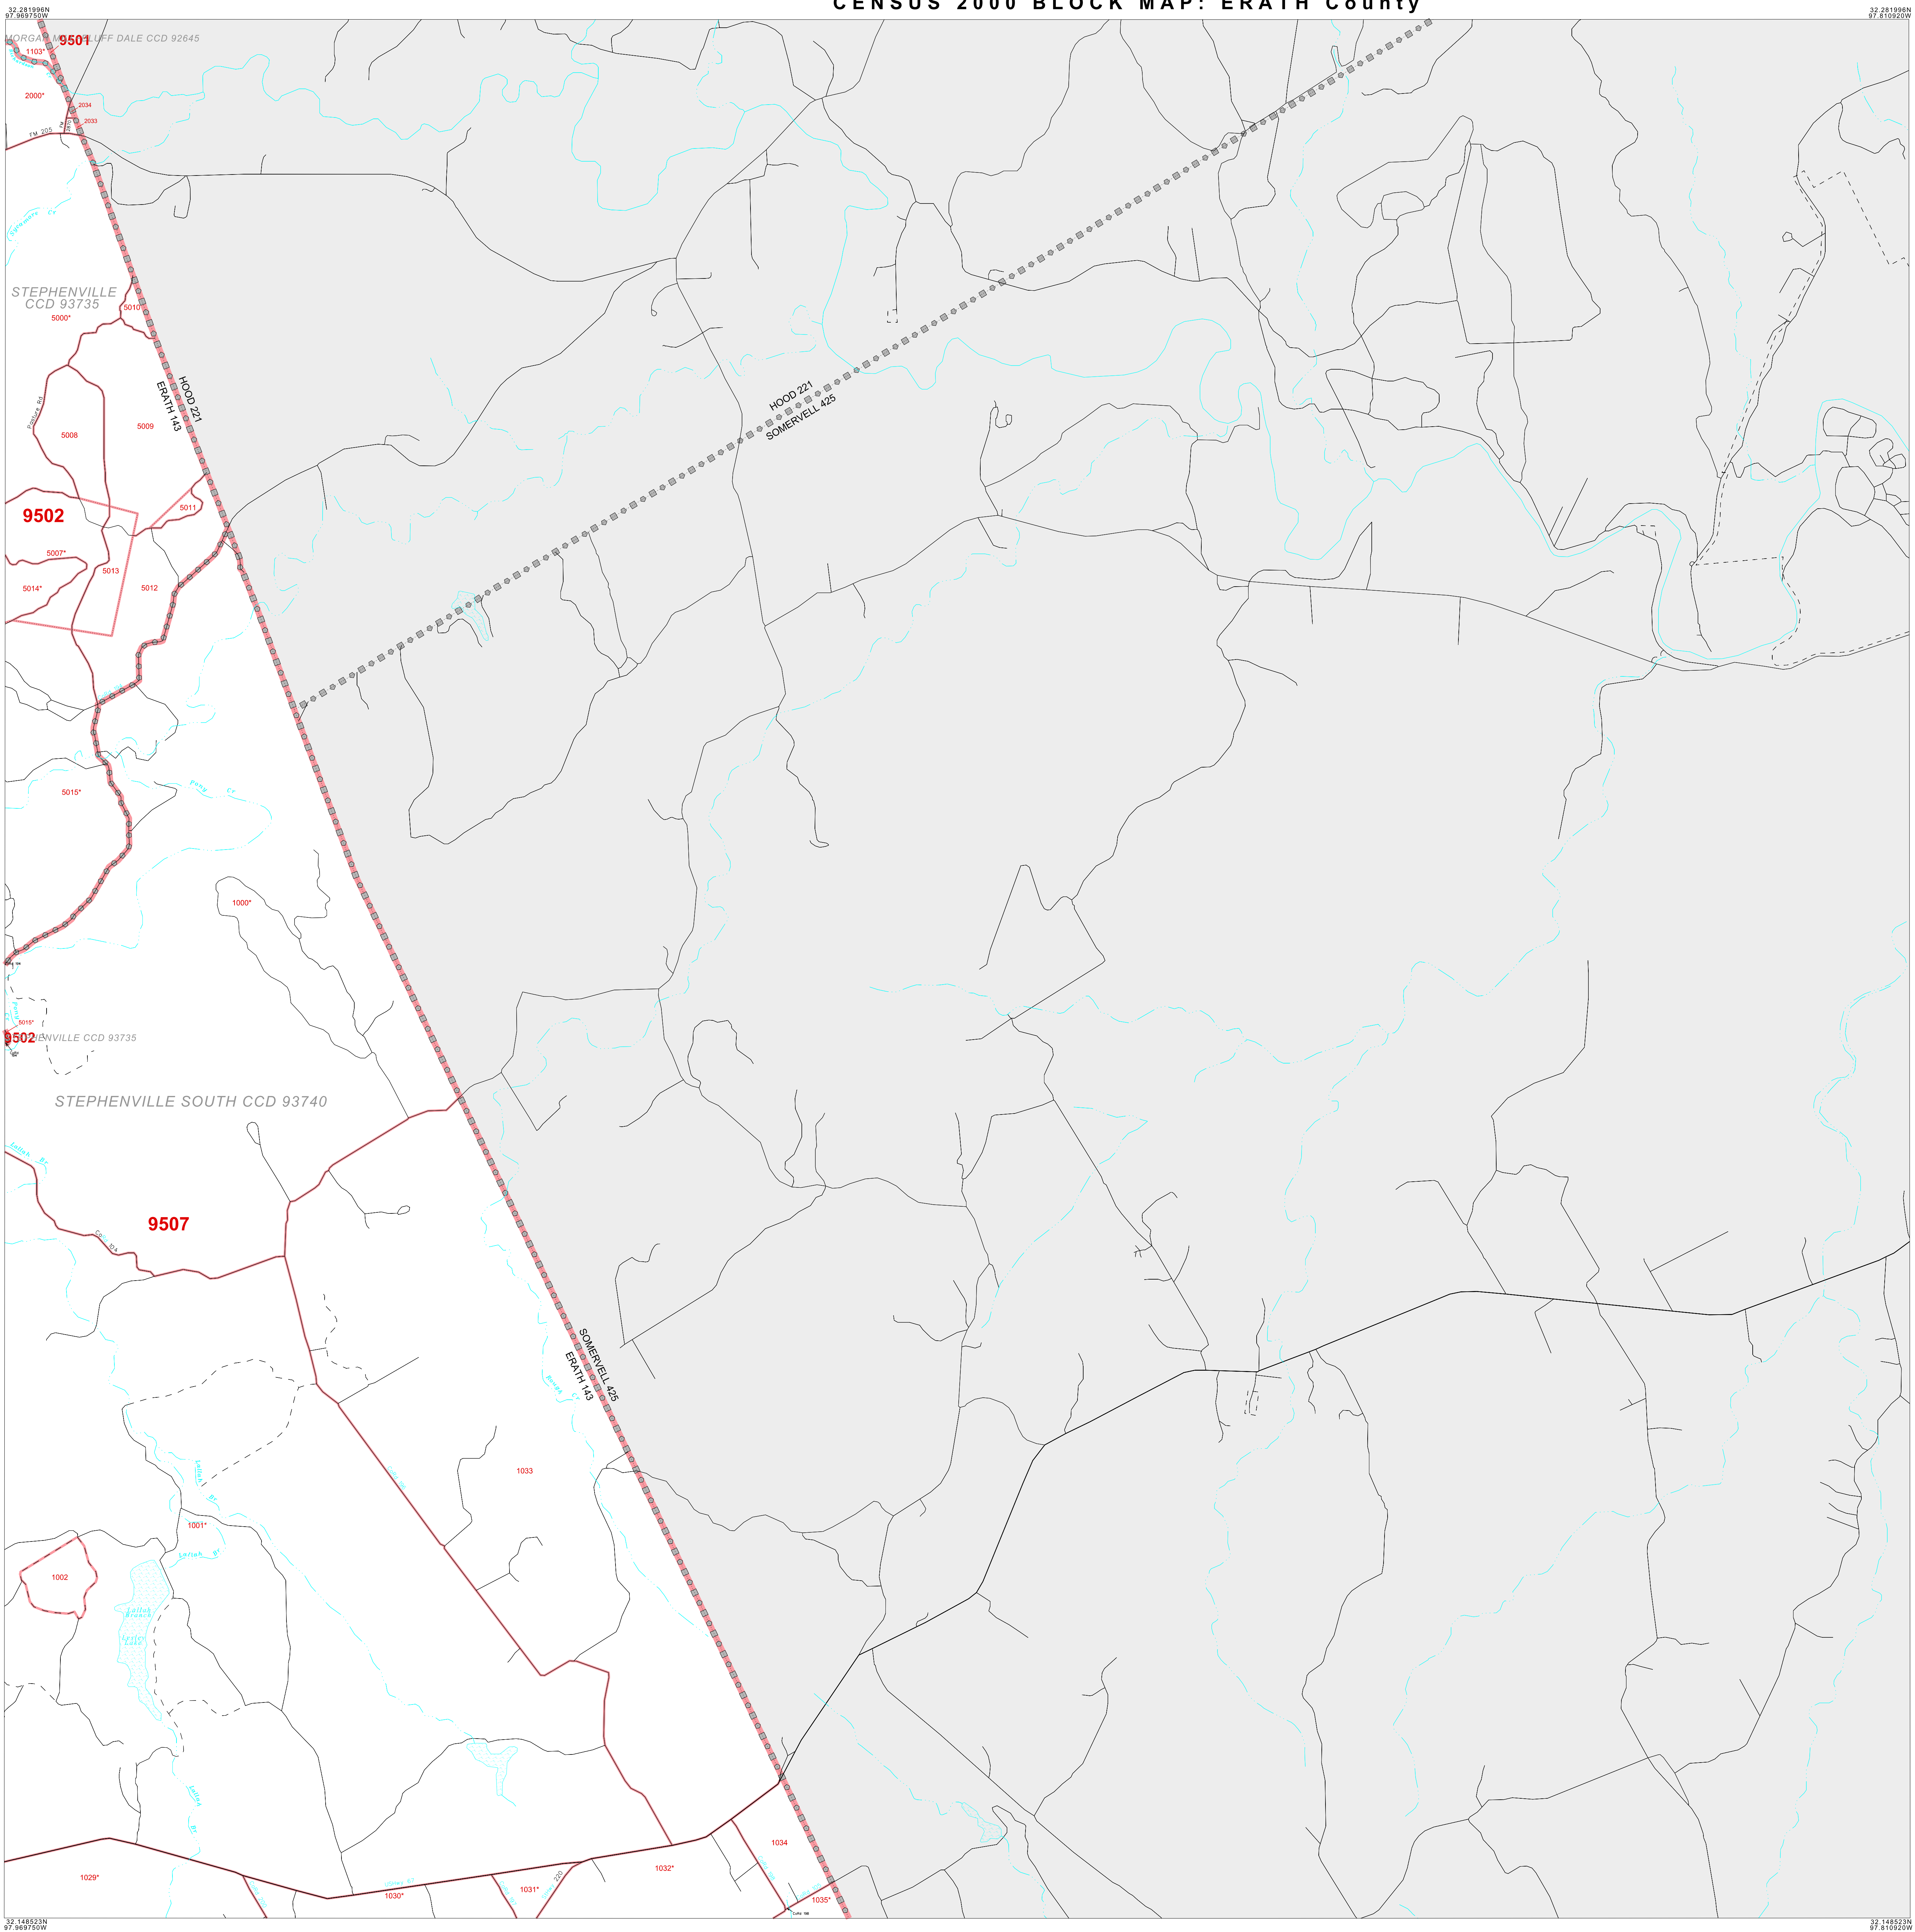 CENSUS 2000 BLOCK MAP: ERATH County
32.281996N
97.969750W
32.281996N
97.810920W
9501
1103*
2000*
2034
2033
FM 205
STEPHENVILLE
CCD 93735
5000*
5010
HOOD 221
ERATH 143
5008
5009
HOOD 221
SOMERVELL 425
5011
9502
5007*
5013
5014*
5012
5015*
Pony Cr
1000*
5015*
9502
STEPHENVILLE SOUTH CCD 93740
9507
SOMERVELL 425
ERATH 143
1033
1001*
1002
1034
1029*
1030*
1031*
1032*
1035*
220
32.148523N
97.969750W
32.148523N
97.810920W